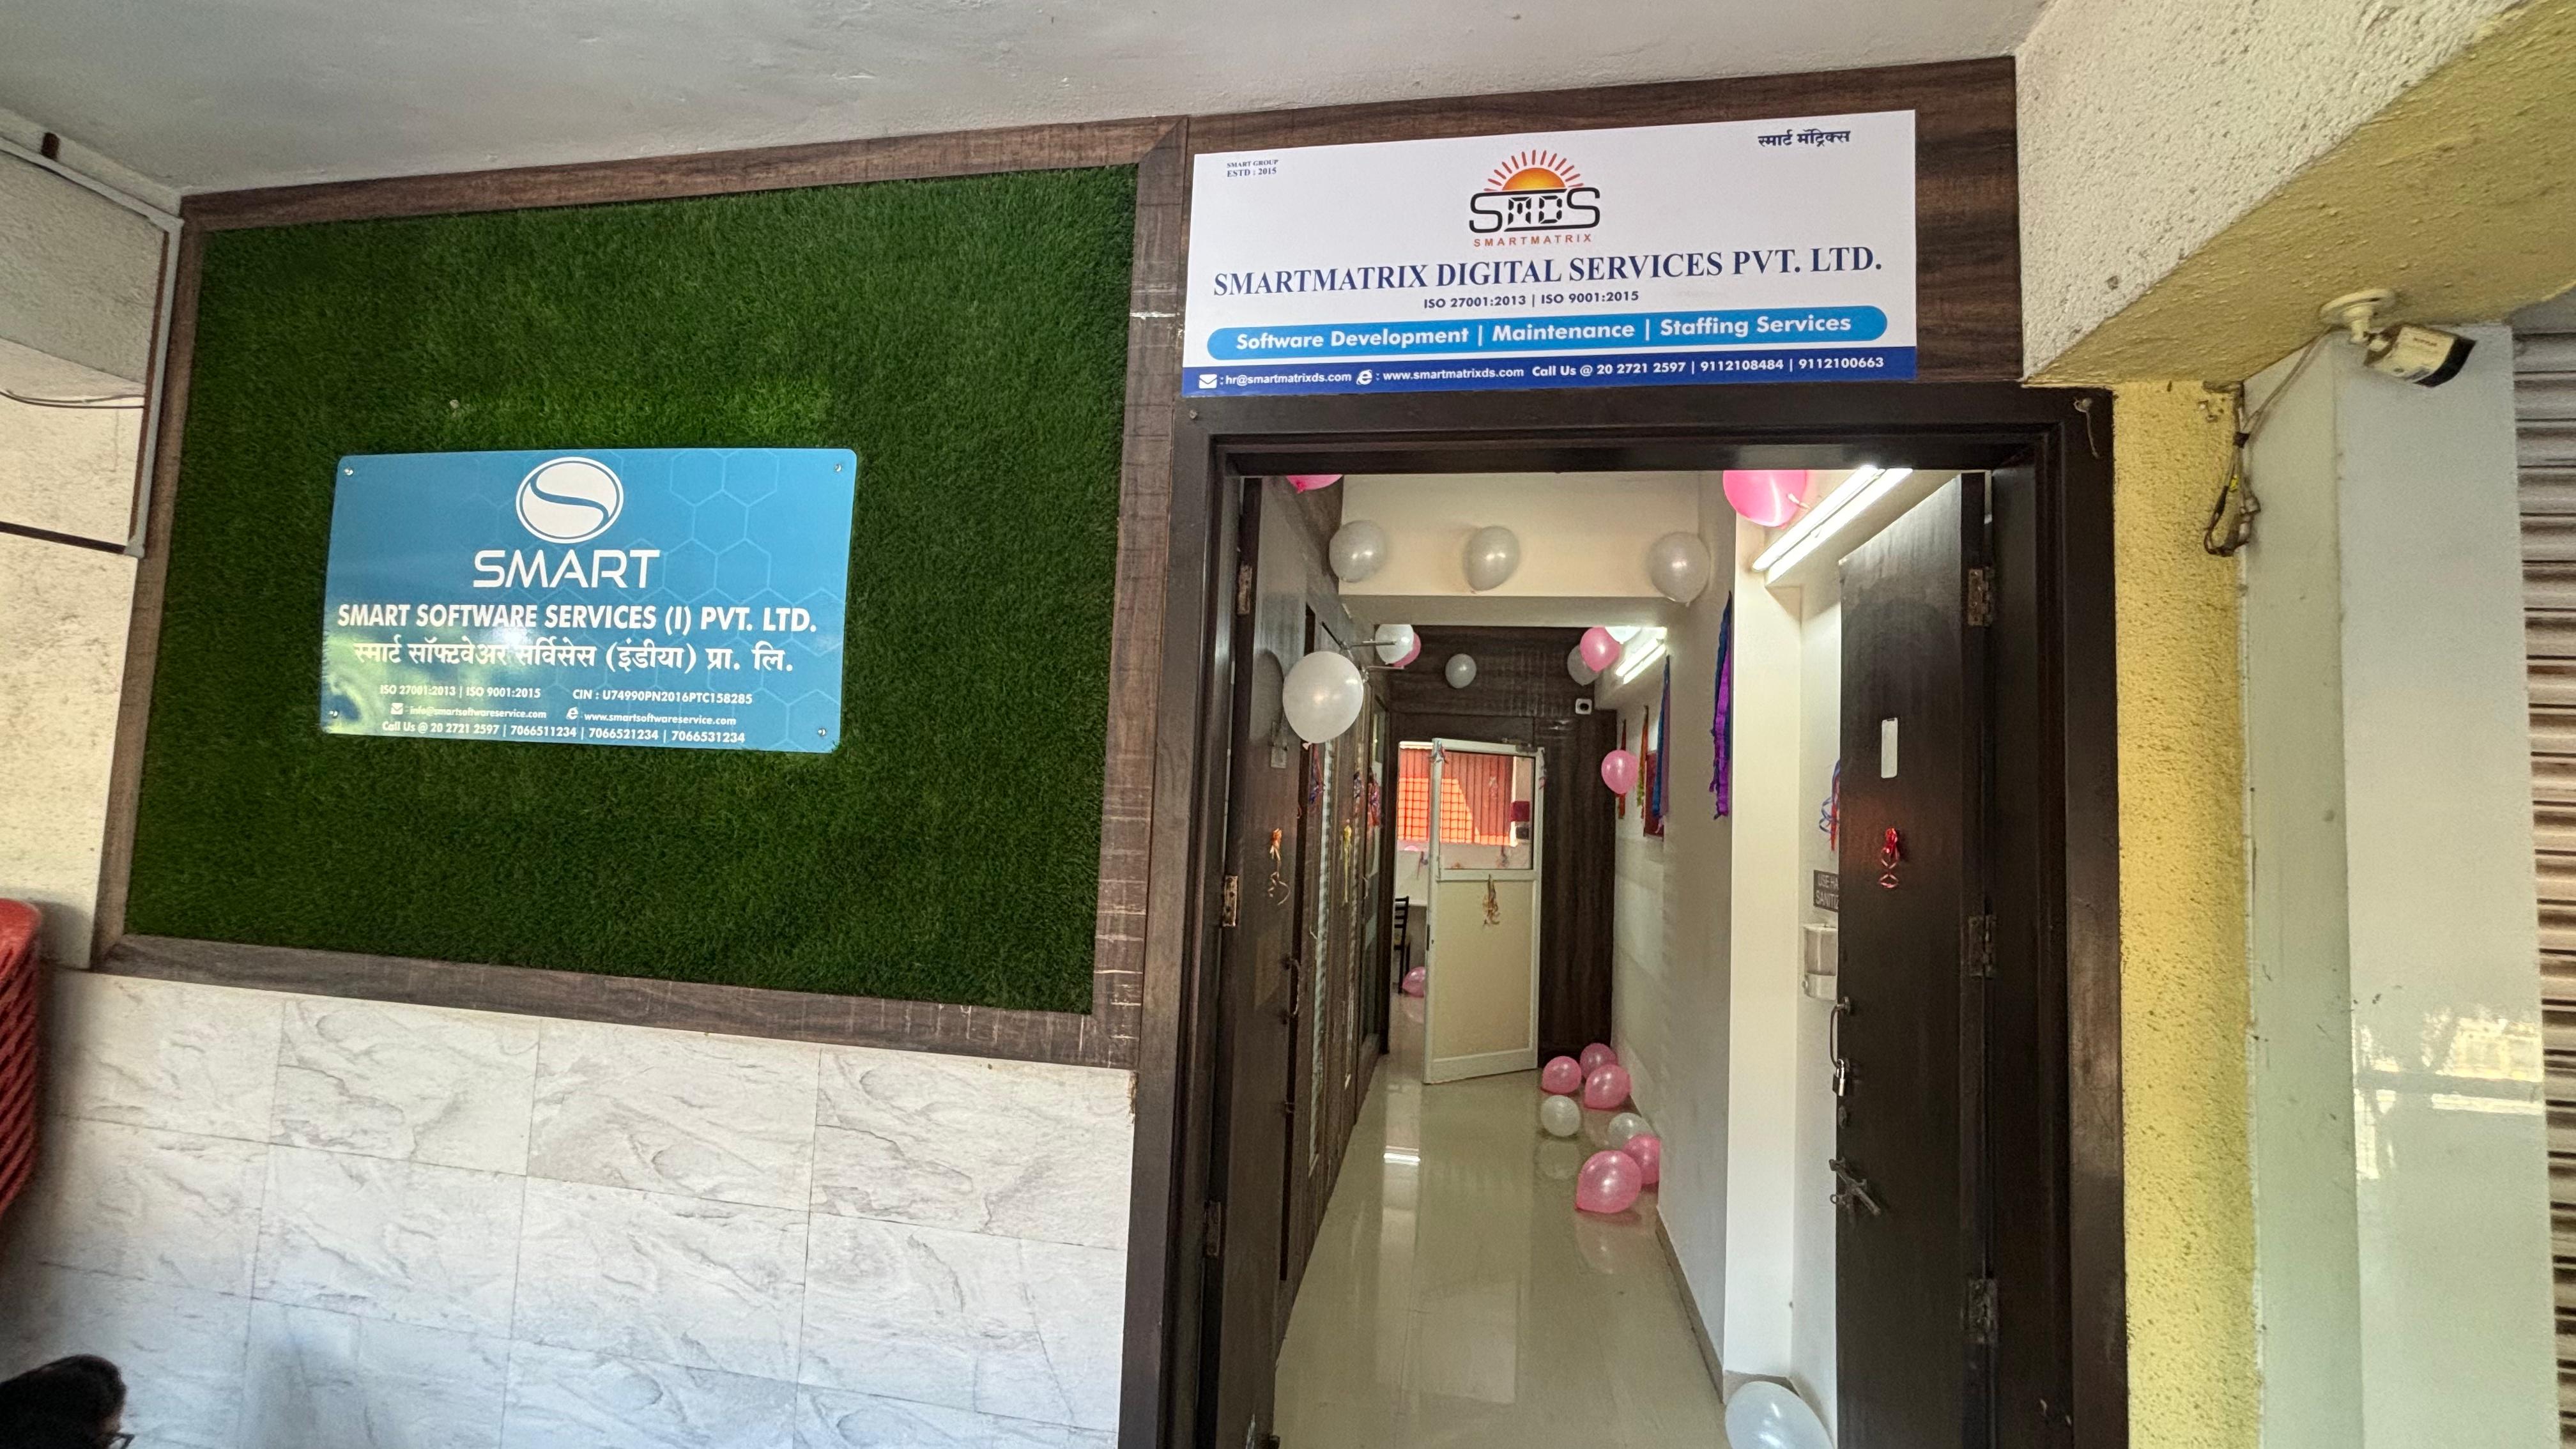 SMART
SMART SOFTWARE SERVICES (I) PVT. LTD.
स्मार्ट सॉफ्टवेअर सर्विसेस (इंडीया) प्रा. लि.
ISO 27001:2013 | ISO 9001:2015 CIN : U74990PN2016PTC158285
info@smartsoftwareservice.com www.smartsoftwareservice.com
Call Us @ 20 2721 2597 | 7066511234 | 7066521234 | 7066531234
SMART GROUP
ESTD : 2015
स्मार्ट मॅट्रिक्स
SMDS
SMARTMATRIX
SMARTMATRIX DIGITAL SERVICES PVT. LTD.
ISO 27001:2013 | ISO 9001:2015
Software Development | Maintenance | Staffing Services
: hr@smartmatrixds.com : www.smartmatrixds.com Call Us @ 20 2721 2597 | 9112108484 | 9112100663
USE